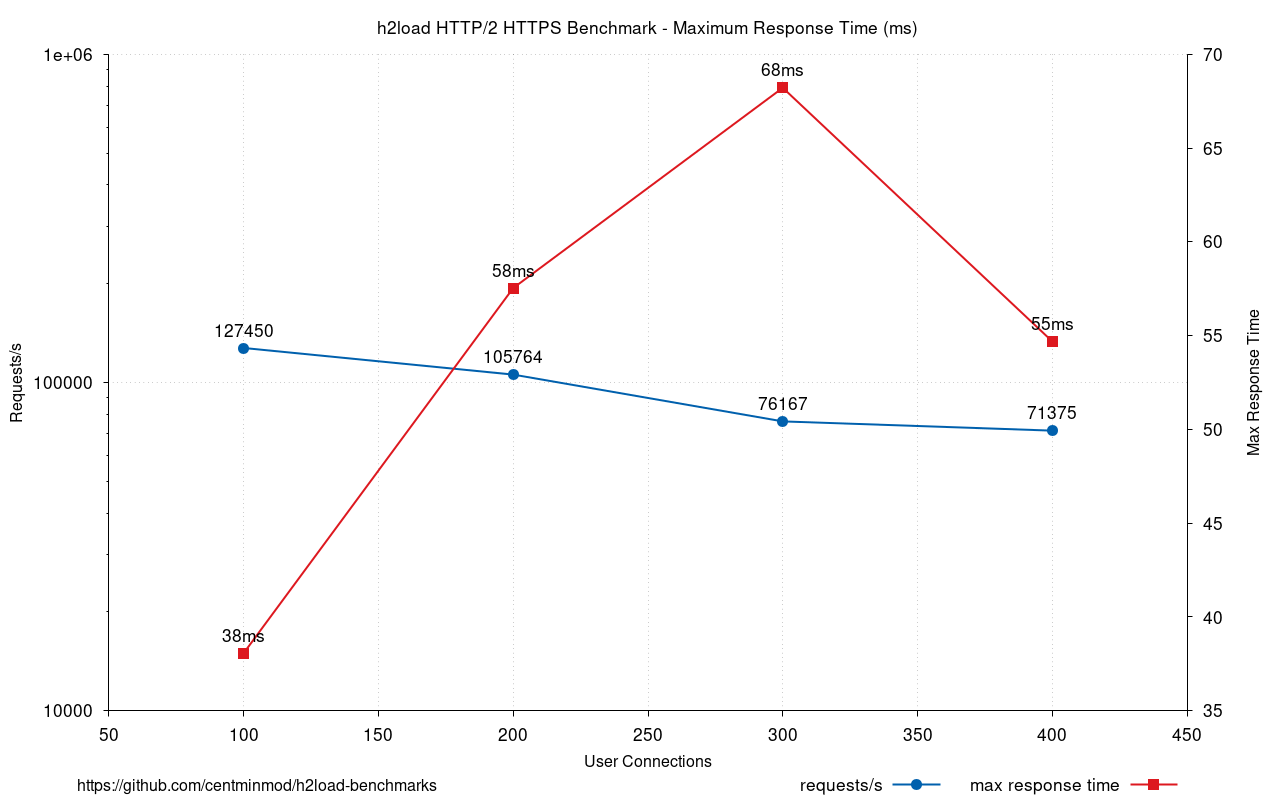 h2load HTTP/2 HTTPS Benchmark - Maximum Response Time (ms)
1e+06
100000
10000
Requests/s
70
65
60
55
50
45
40
35
Max Response Time
127450
105764
76167
71375
38ms
58ms
68ms
55ms
50 100 150 200 250 300 350 400 450
User Connections
https://github.com/centminmod/h2load-benchmarks
requests/s
max response time